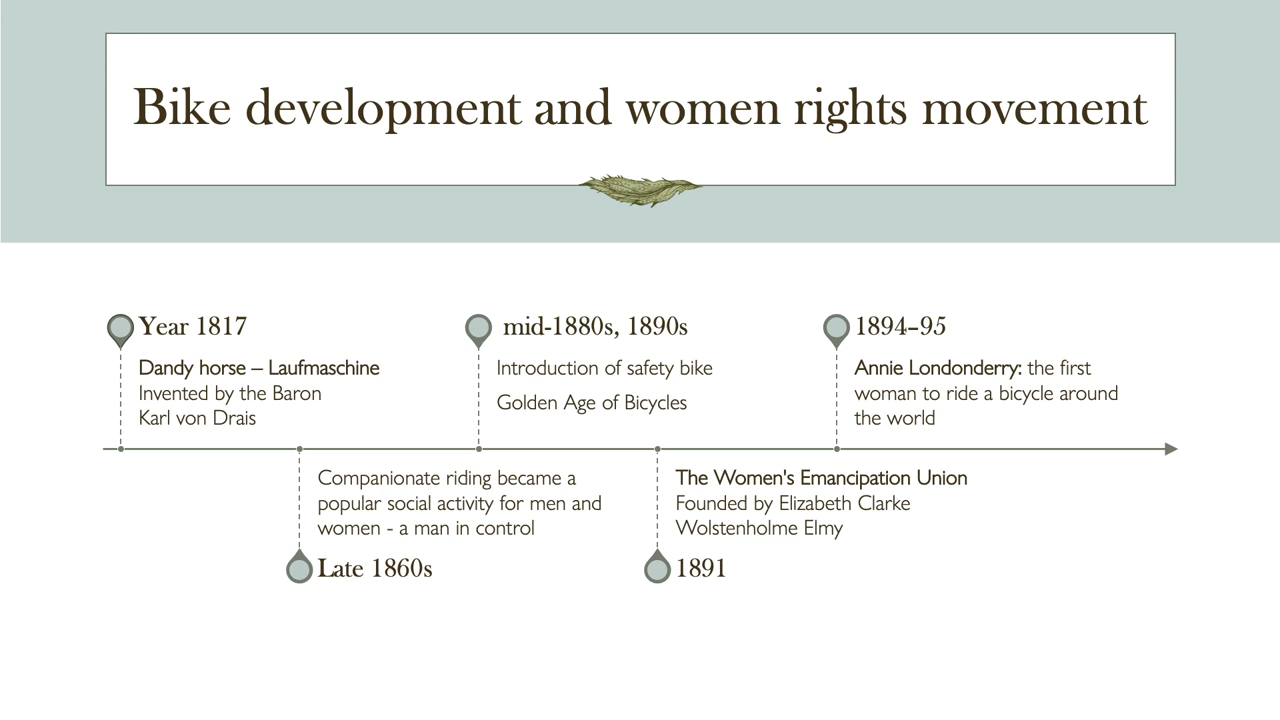 Bike development and women rights movement
Year 1817
Dandy horse – Laufmaschine
Invented by the Baron
Karl von Drais
Companionate riding became a
popular social activity for men and
women - a man in control
Late 1860s
mid-1880s, 1890s
Introduction of safety bike
Golden Age of Bicycles
The Women's Emancipation Union
Founded by Elizabeth Clarke
Wolstenholme Elmy
1891
1894–95
Annie Londonderry: the first
woman to ride a bicycle around
the world